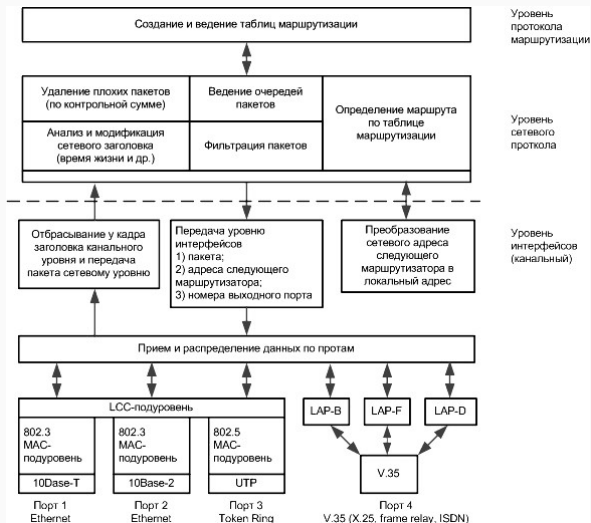 Создание и ведение таблиц маршрутизации
Уровень
протокола
маршрутизации
Удаление плохих пакетов
(по контрольной сумме)
Ведение очередей
пакетов
Определение маршрута
по таблице
маршрутизации
Анализ и модификация
сетевого заголовка
(время жизни и др.)
Фильтрация пакетов
Уровень
сетевого
проткола
Отбрасывание у кадра
заголовка канального
уровня и передача
пакета сетевому уровню
Передача уровню
интерфейсов
1) пакета;
2) адреса следующего
маршрутизатора;
3) номера выходного порта
Преобразование
сетевого адреса
следующего
маршрутизатора в
локальный адрес
Уровень
интерфейсов
(канальный)
Прием и распределение данных по протам
LCC-подуровень
802.3
MAC-
подуровень
10Dase-T
802.3
MAC-
подуровень
10Base-2
802.5
MAC-
подуровень
UTP
LAP-B
LAP-F
LAP-D
V.35
Порт 1
Ethernet
Порт 2
Ethernet
Порт 3
Token Ring
Порт 4
V.35 (X.25, frame relay, ISDN)